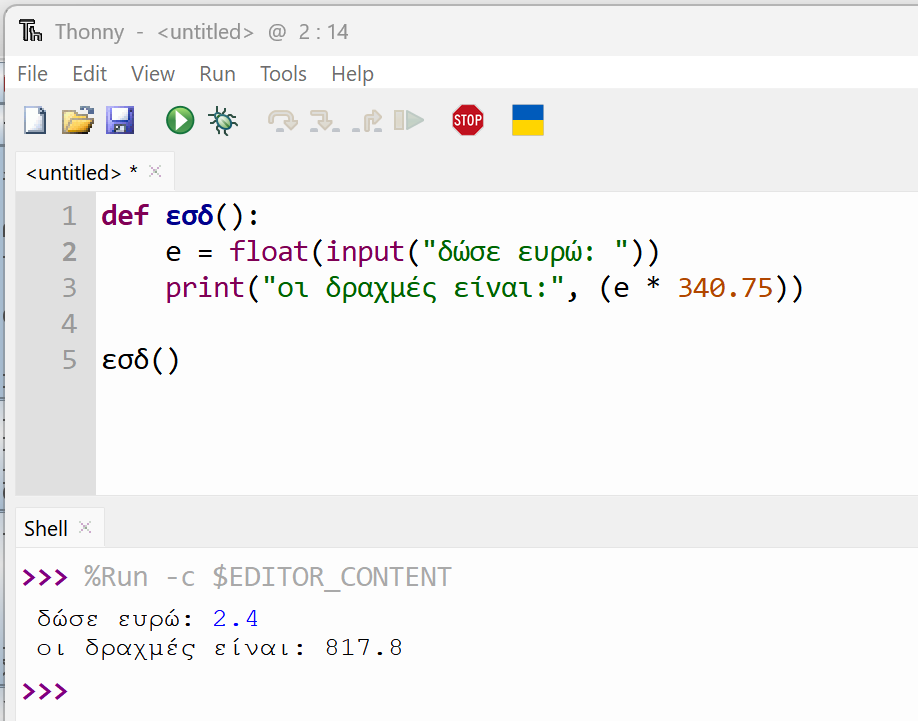 Thonny - <untitled> @ 2 : 14
File Edit View Run Tools Help
STOP
<untitled> *
1 def εσδ():
2     e = float(input("δώσε ευρώ: "))
3     print("οι δραχμές είναι:", (e * 340.75))
4
5 εσδ()
Shell
>>> %Run -c $EDITOR_CONTENT
δώσε ευρώ: 2.4
οι δραχμές είναι: 817.8
>>>